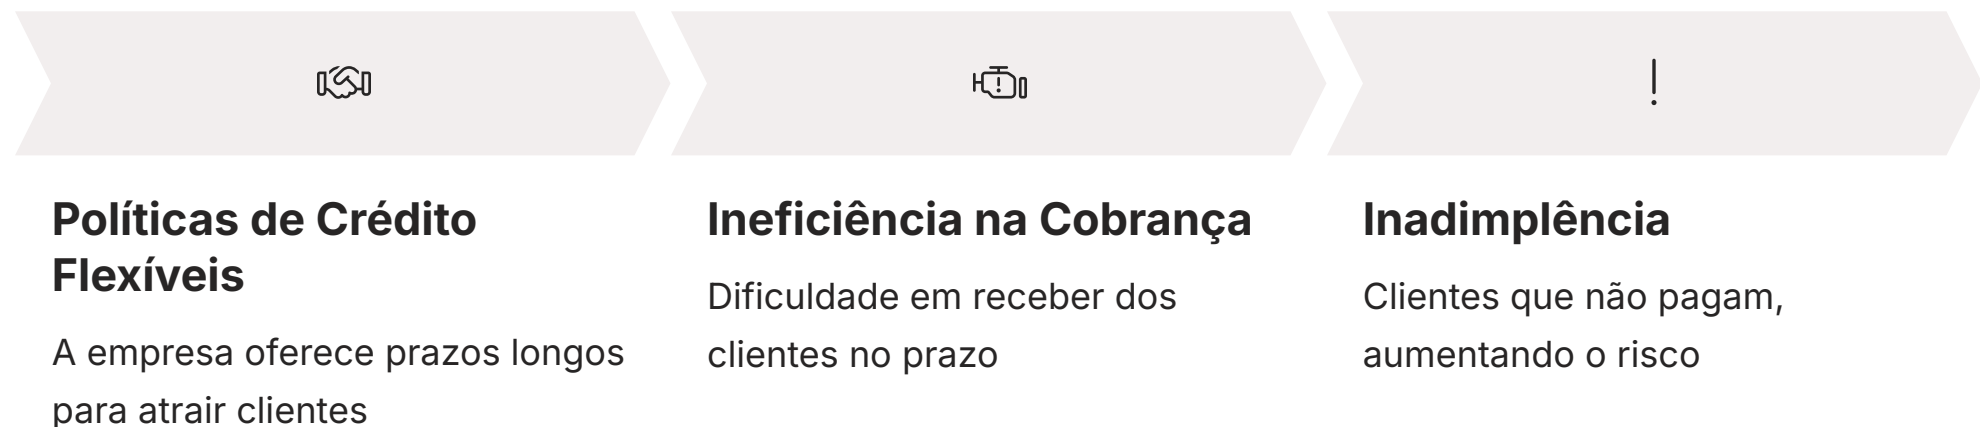 Políticas de Crédito
Flexíveis
A empresa oferece prazos longos
para atrair clientes
Ineficiência na Cobrança
Dificuldade em receber dos
clientes no prazo
Inadimplência
Clientes que não pagam,
aumentando o risco